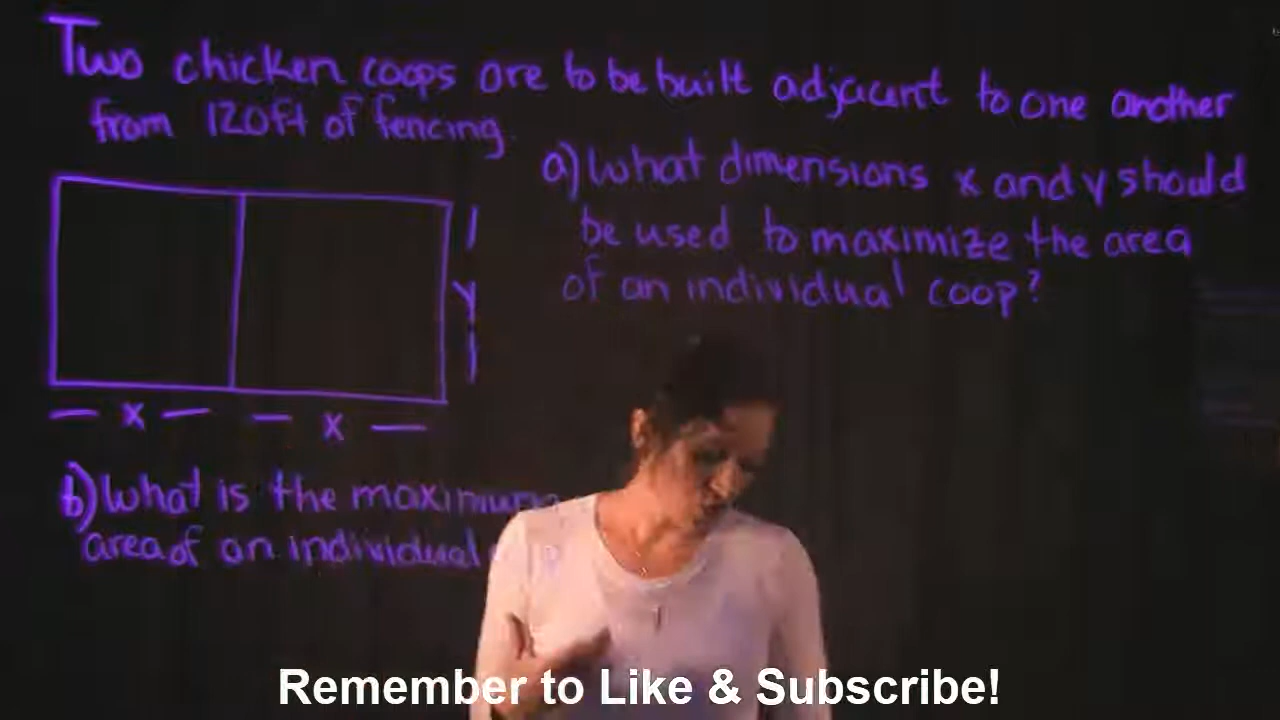 Two chicken coops are to be built adjacent to one another
from 120ft of fencing
a) What dimensions x and y should
be used to maximize the area
of an individual coop?
y
x x
b) What is the maximum
area of an individual
Remember to Like & Subscribe!